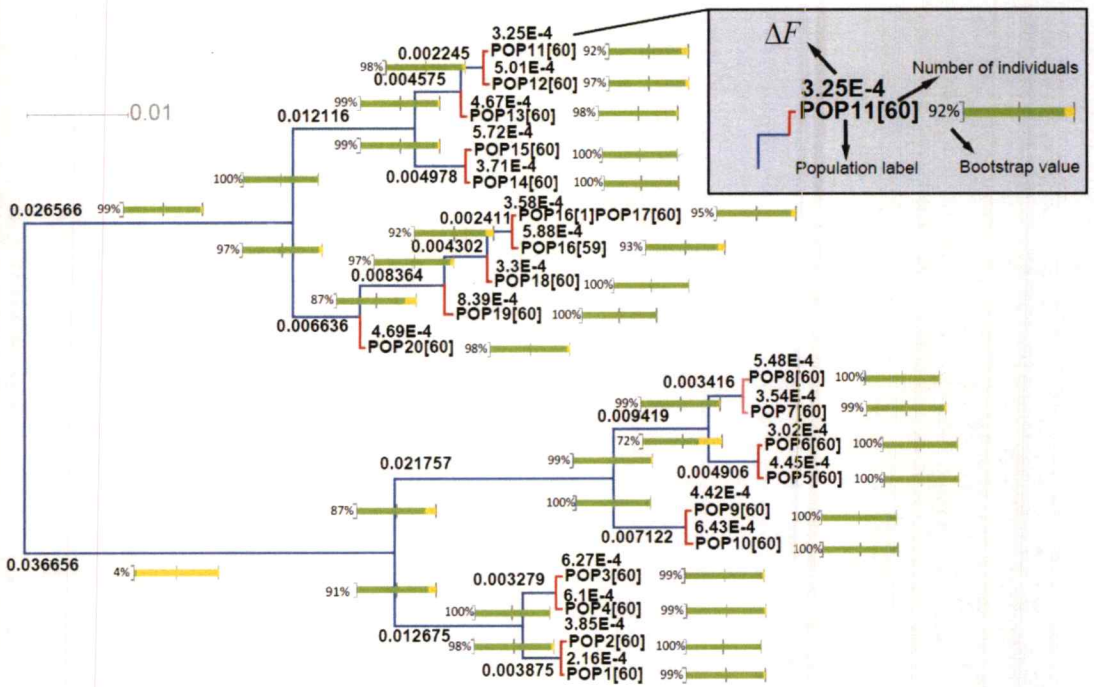 0.01
ΔF
3.25E-4
POP11[60]
92%
Number of individuals
Population label
Bootstrap value
0.026566
99%
0.012116
100%
0.004575
99%
0.002245
98%
3.25E-4
POP11[60] 92%
5.01E-4
POP12[60] 97%
4.67E-4
POP13[60] 98%
99%
0.004978
5.72E-4
POP15[60] 100%
3.71E-4
POP14[60] 100%
97%
0.006636
87%
0.008364
97%
0.004302
92%
0.002411
3.58E-4
POP16[1]POP17[60] 95%
5.88E-4
POP16[59] 93%
3.3E-4
POP18[60] 100%
8.39E-4
POP19[60] 100%
4.69E-4
POP20[60] 98%
0.036656
4%
0.021757
87%
99%
0.009419
99%
0.003416
5.48E-4
POP8[60] 100%
3.54E-4
POP7[60] 99%
72%
0.004906
3.02E-4
POP6[60] 100%
4.45E-4
POP5[60] 100%
100%
0.007122
4.42E-4
POP9[60] 100%
6.43E-4
POP10[60] 100%
91%
0.012675
100%
0.003279
6.27E-4
POP3[60] 99%
6.1E-4
POP4[60] 99%
98%
0.003875
3.85E-4
POP2[60] 100%
2.16E-4
POP1[60] 99%